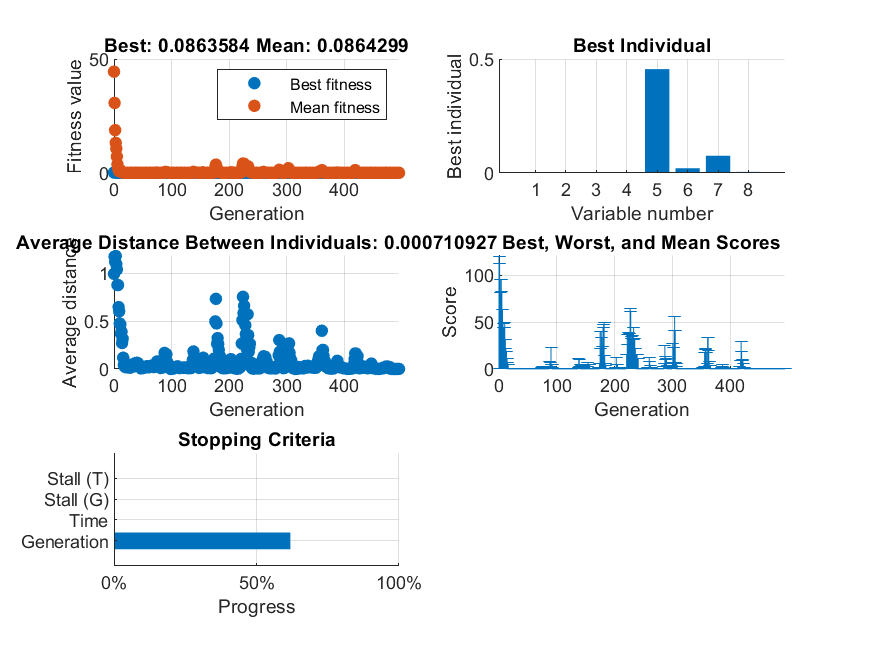 Best: 0.0863584 Mean: 0.0864299
50
0
Fitness value
Best fitness
Mean fitness
0 100 200 300 400
Generation
Best Individual
0.5
0
Best individual
1 2 3 4 5 6 7 8
Variable number
Average Distance Between Individuals: 0.000710927
1
0.5
0
Average distance
0 100 200 300 400
Generation
Best, Worst, and Mean Scores
100
50
0
Score
0 100 200 300 400
Generation
Stopping Criteria
Stall (T)
Stall (G)
Time
Generation
0% 50% 100%
Progress